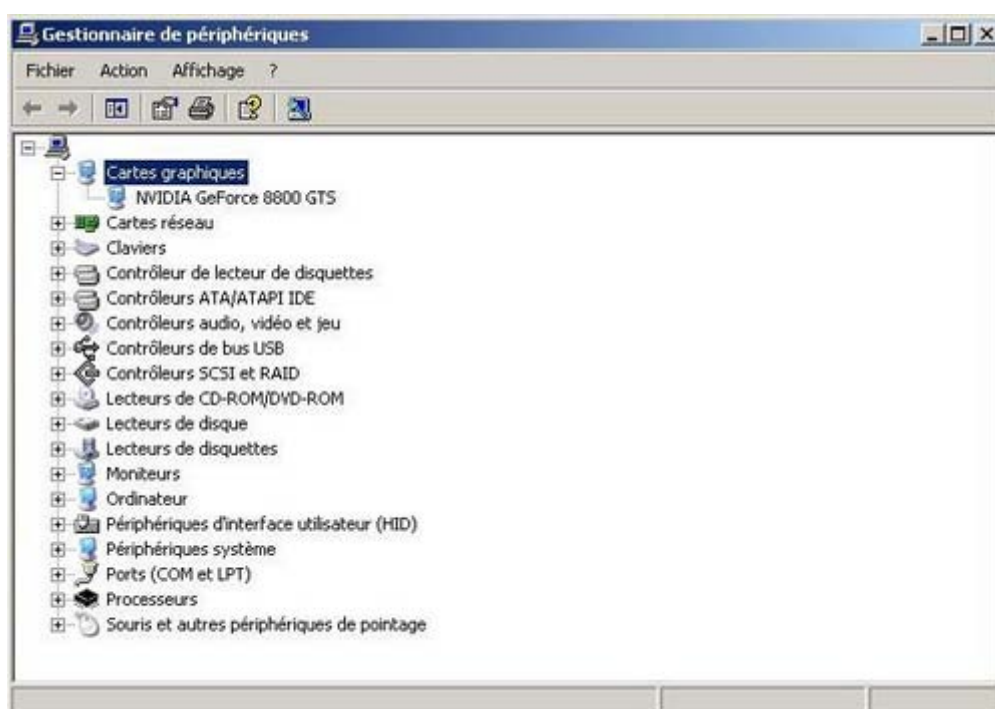 Gestionnaire de périphériques
Fichier Action Affichage ?
Cartes graphiques
NVIDIA GeForce 8800 GTS
Cartes réseau
Claviers
Contrôleur de lecteur de disquettes
Contrôleurs ATA/ATAPI IDE
Contrôleurs audio, vidéo et jeu
Contrôleurs de bus USB
Contrôleurs SCSI et RAID
Lecteurs de CD-ROM/DVD-ROM
Lecteurs de disque
Lecteurs de disquettes
Moniteurs
Ordinateur
Périphériques d'interface utilisateur (HID)
Périphériques système
Ports (COM et LPT)
Processeurs
Souris et autres périphériques de pointage